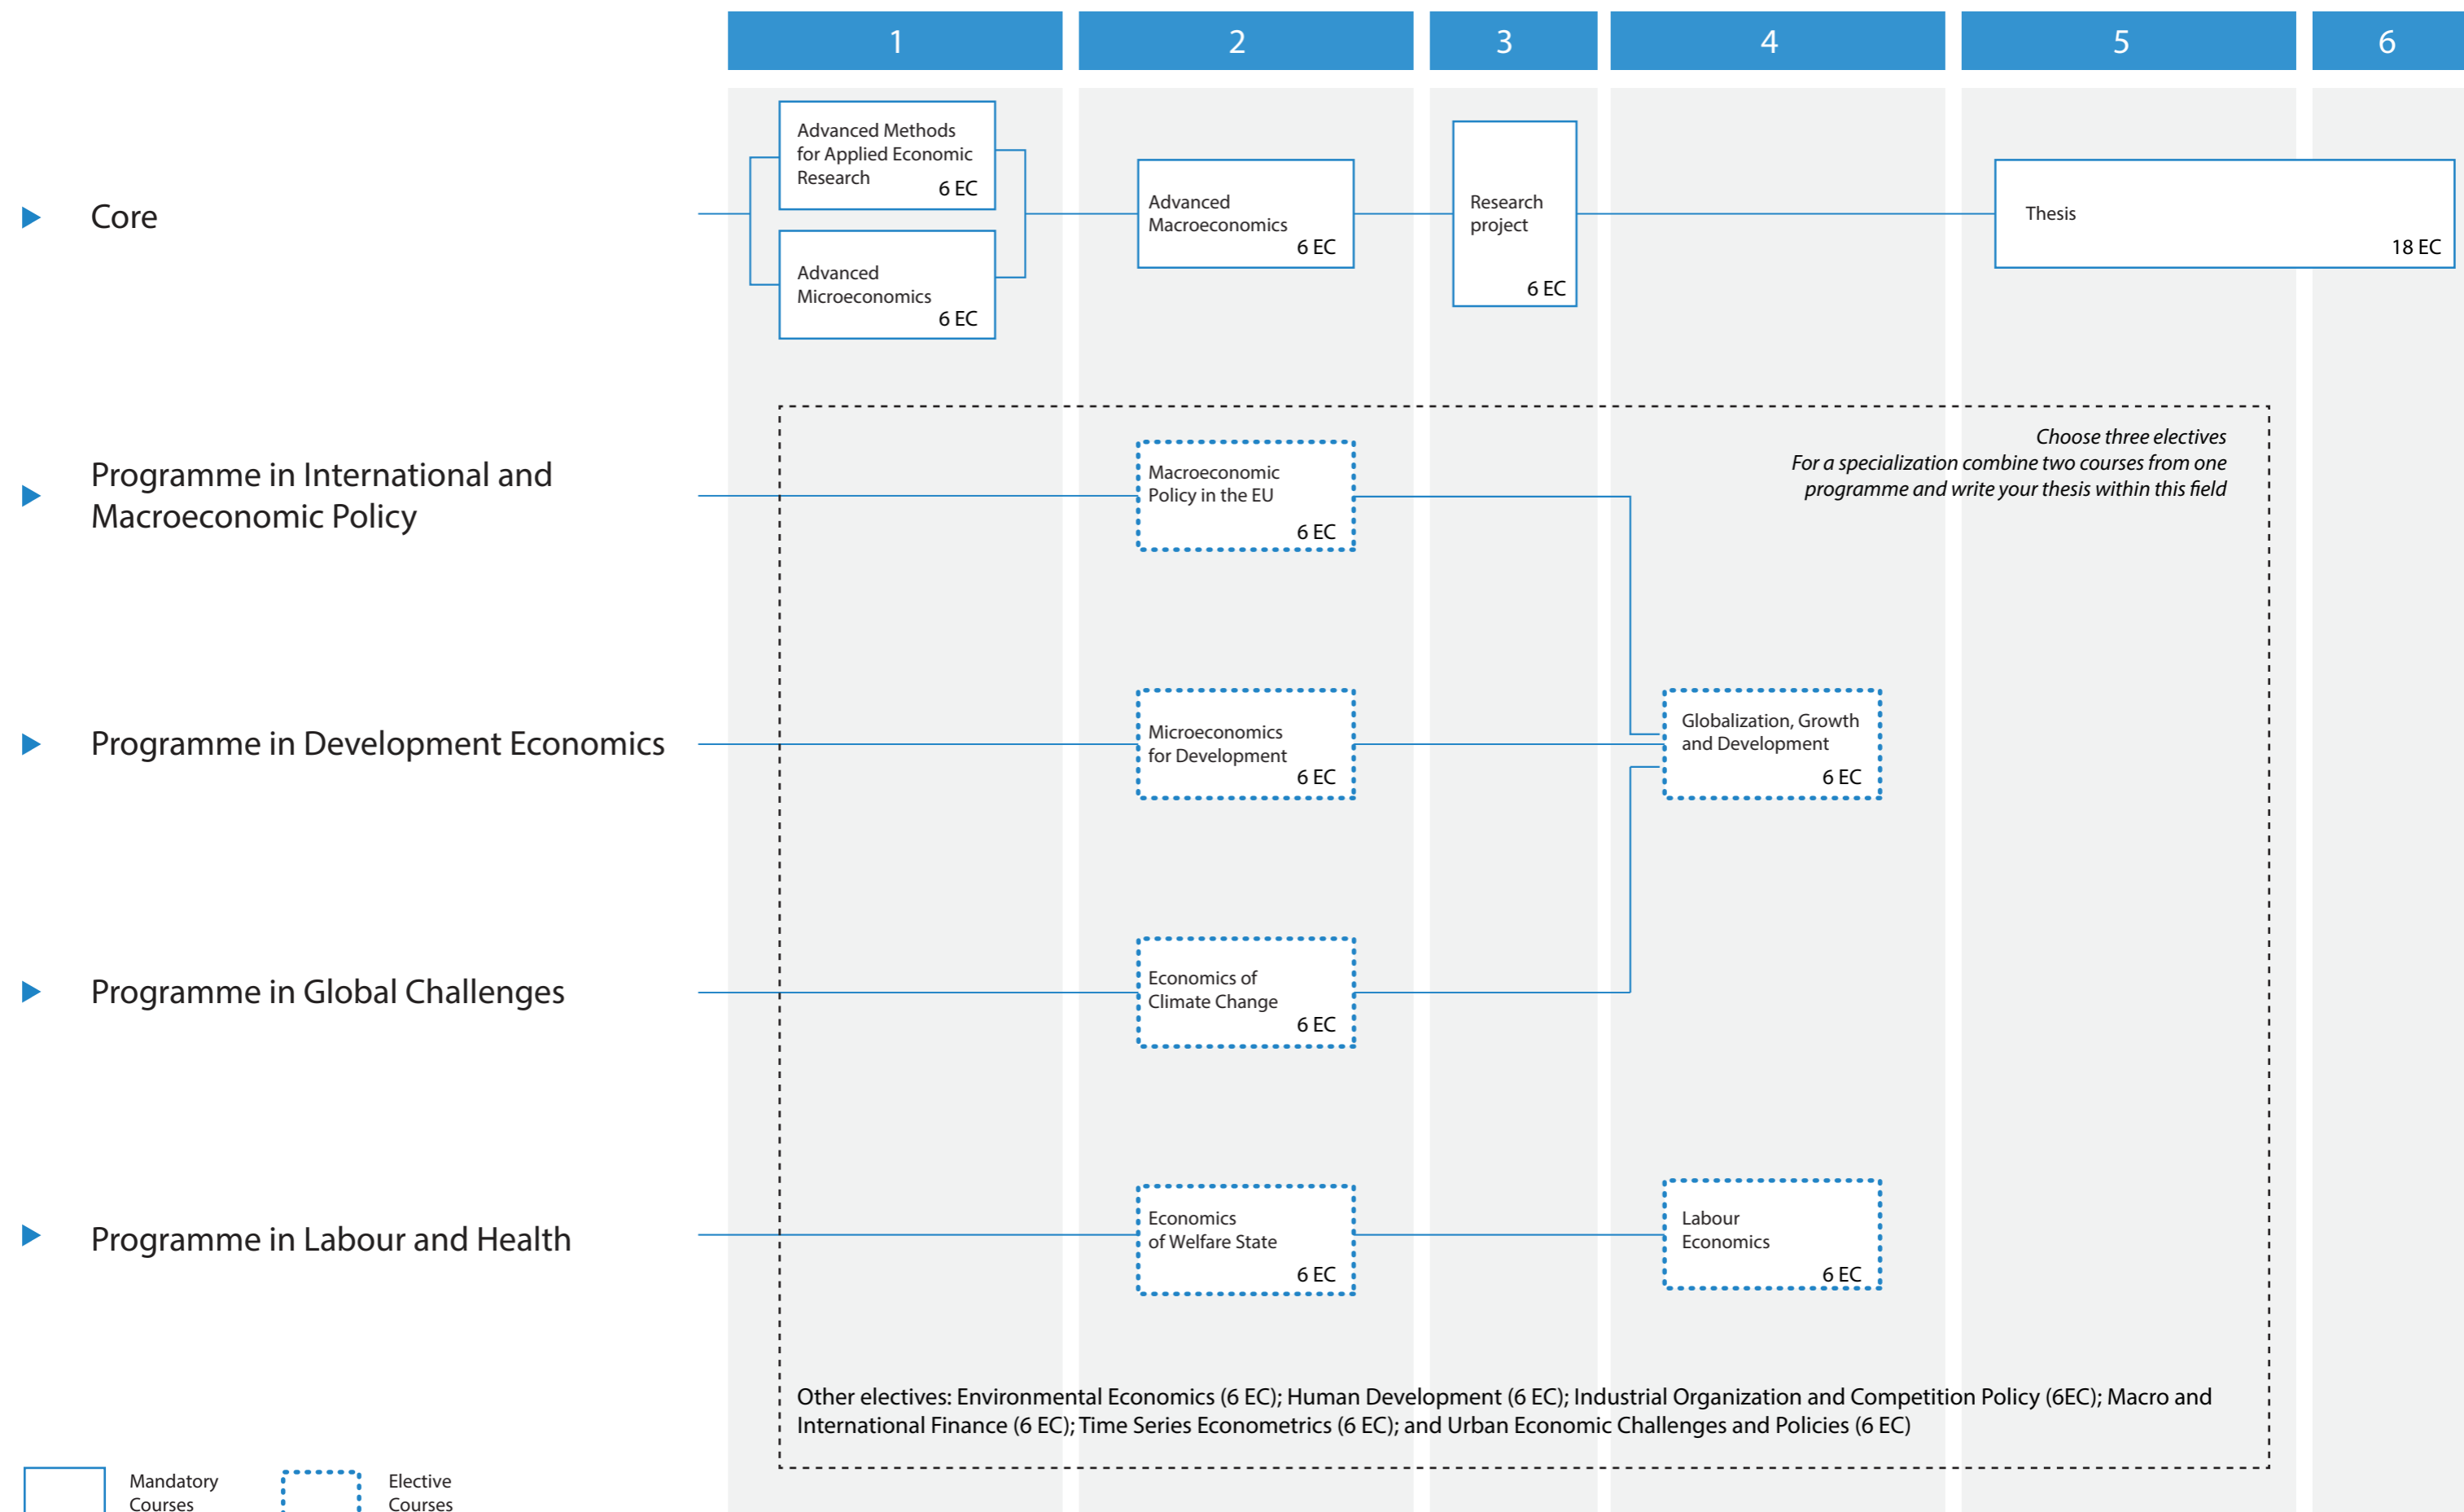 1
2
3
4
5
6
Core
Advanced Methods
for Applied Economic
Research
6 EC
Advanced
Microeconomics
6 EC
Advanced
Macroeconomics
6 EC
Research
project
6 EC
Thesis
18 EC
Choose three electives
For a specialization combine two courses from one
programme and write your thesis within this field
Programme in International and
Macroeconomic Policy
Macroeconomic
Policy in the EU
6 EC
Programme in Development Economics
Microeconomics
for Development
6 EC
Globalization, Growth
and Development
6 EC
Programme in Global Challenges
Economics of
Climate Change
6 EC
Programme in Labour and Health
Economics
of Welfare State
6 EC
Labour
Economics
6 EC
Other electives: Environmental Economics (6 EC); Human Development (6 EC); Industrial Organization and Competition Policy (6EC); Macro and
International Finance (6 EC); Time Series Econometrics (6 EC); and Urban Economic Challenges and Policies (6 EC)
Mandatory
Courses
Elective
Courses